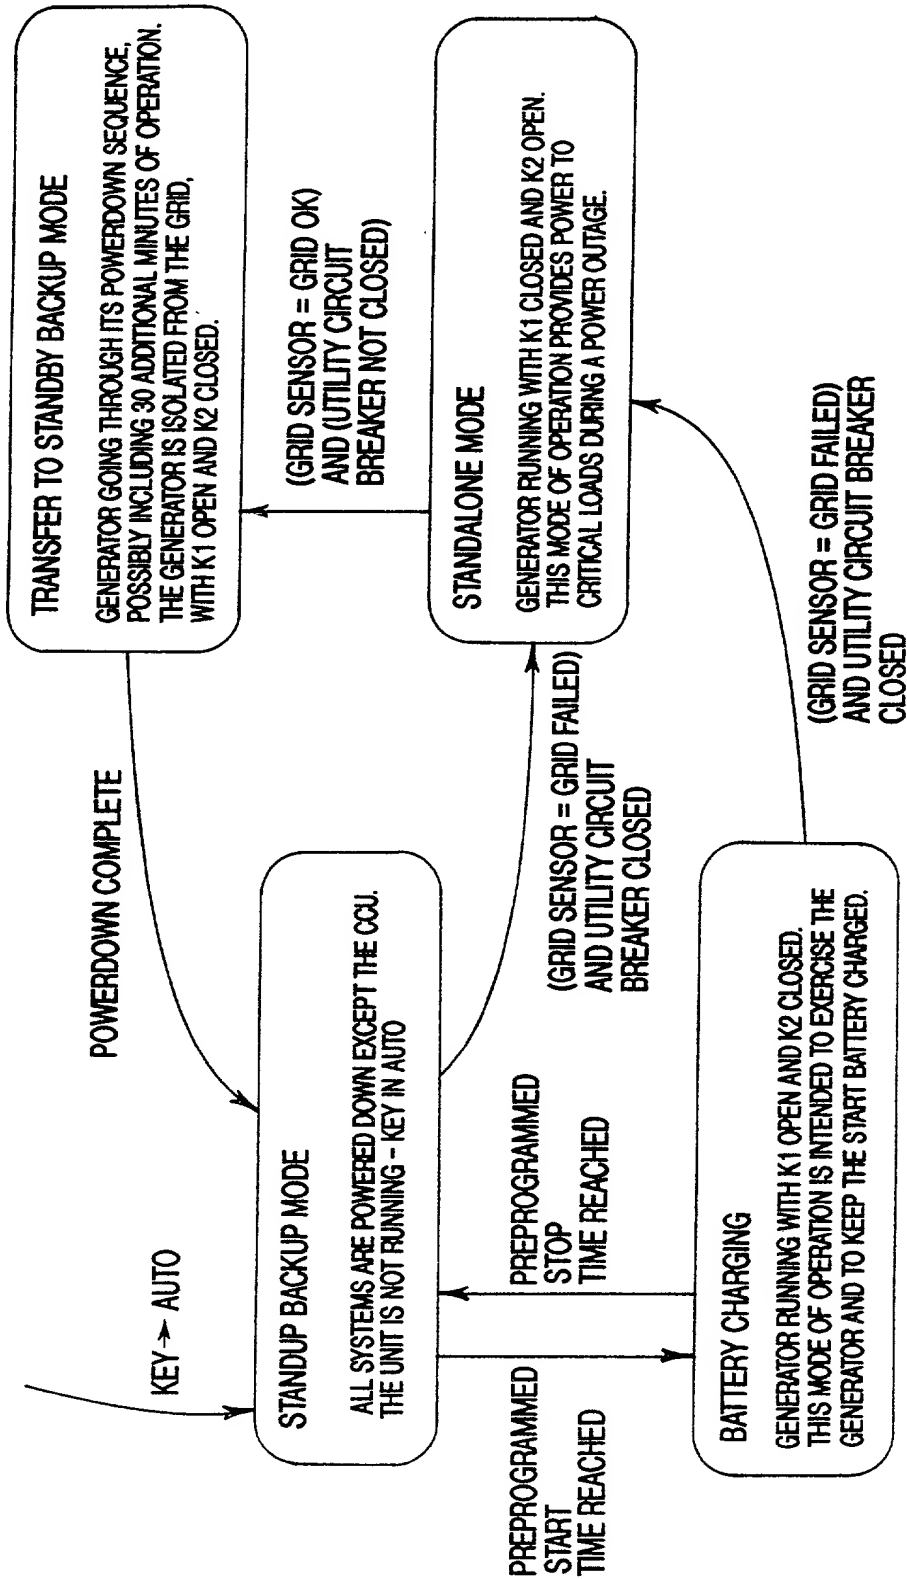 KEY → AUTO
STANDUP BACKUP MODE
ALL SYSTEMS ARE POWERED DOWN EXCEPT THE CCU.
THE UNIT IS NOT RUNNING – KEY IN AUTO
POWERDOWN COMPLETE
TRANSFER TO STANDBY BACKUP MODE
GENERATOR GOING THROUGH ITS POWERDOWN SEQUENCE,
POSSIBLY INCLUDING 30 ADDITIONAL MINUTES OF OPERATION.
THE GENERATOR IS ISOLATED FROM THE GRID,
WITH K1 OPEN AND K2 CLOSED.
(GRID SENSOR = GRID OK)
AND (UTILITY CIRCUIT
BREAKER NOT CLOSED)
STANDALONE MODE
GENERATOR RUNNING WITH K1 CLOSED AND K2 OPEN.
THIS MODE OF OPERATION PROVIDES POWER TO
CRITICAL LOADS DURING A POWER OUTAGE.
(GRID SENSOR = GRID FAILED)
AND UTILITY CIRCUIT
BREAKER CLOSED
PREPROGRAMMED
START
TIME REACHED
PREPROGRAMMED
STOP
TIME REACHED
BATTERY CHARGING
GENERATOR RUNNING WITH K1 OPEN AND K2 CLOSED.
THIS MODE OF OPERATION IS INTENDED TO EXERCISE THE
GENERATOR AND TO KEEP THE START BATTERY CHARGED.
(GRID SENSOR = GRID FAILED)
AND UTILITY CIRCUIT BREAKER
CLOSED